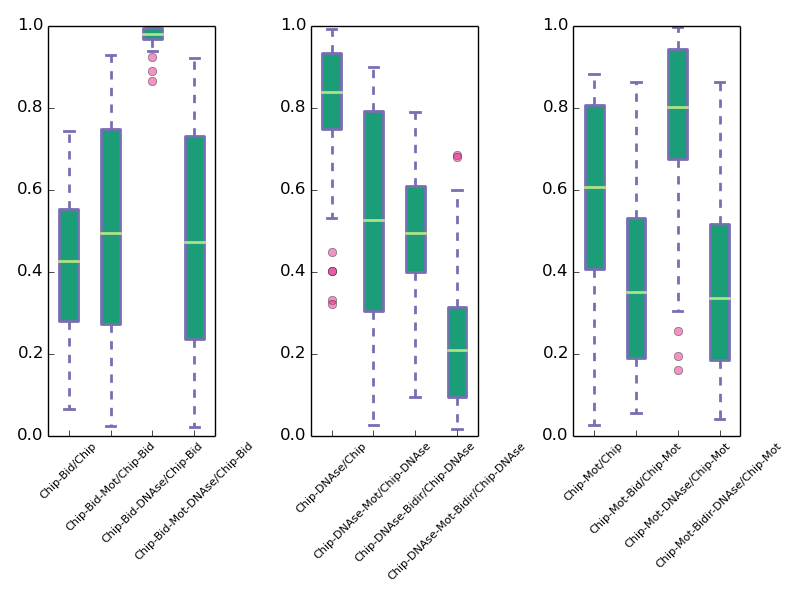 1.0
0.8
0.6
0.4
0.2
0.0
Chip-Bid/Chip
Chip-Bid-Mot/Chip-Bid
Chip-Bid-DNAse/Chip-Bid
Chip-Bid-Mot-DNAse/Chip-Bid
1.0
0.8
0.6
0.4
0.2
0.0
Chip-DNAse/Chip
Chip-DNAse-Mot/Chip-DNAse
Chip-DNAse-Bidir/Chip-DNAse
Chip-DNAse-Mot-Bidir/Chip-DNAse
1.0
0.8
0.6
0.4
0.2
0.0
Chip-Mot/Chip
Chip-Mot-Bid/Chip-Mot
Chip-Mot-DNAse/Chip-Mot
Chip-Mot-Bidir-DNAse/Chip-Mot